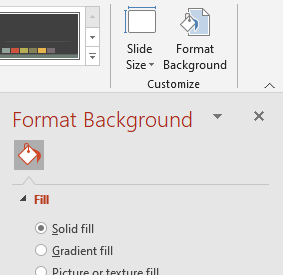 Slide Format
Size Background
Customize
Format Background
Fill
Solid fill
Gradient fill
Picture or texture fill